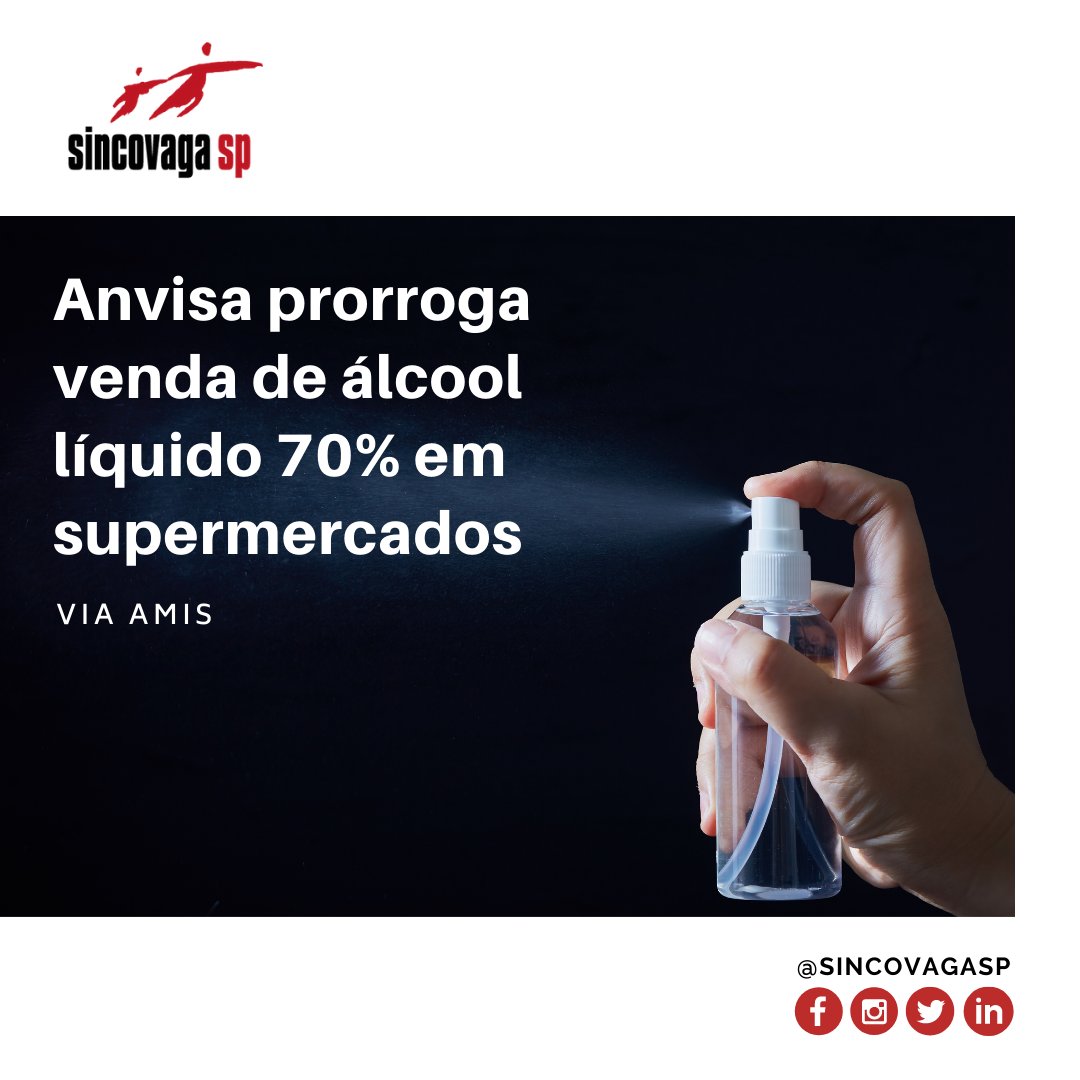 sincovaga sp
Anvisa prorroga
venda de álcool
líquido 70% em
supermercados
VIA AMIS
@SINCOVAGASP